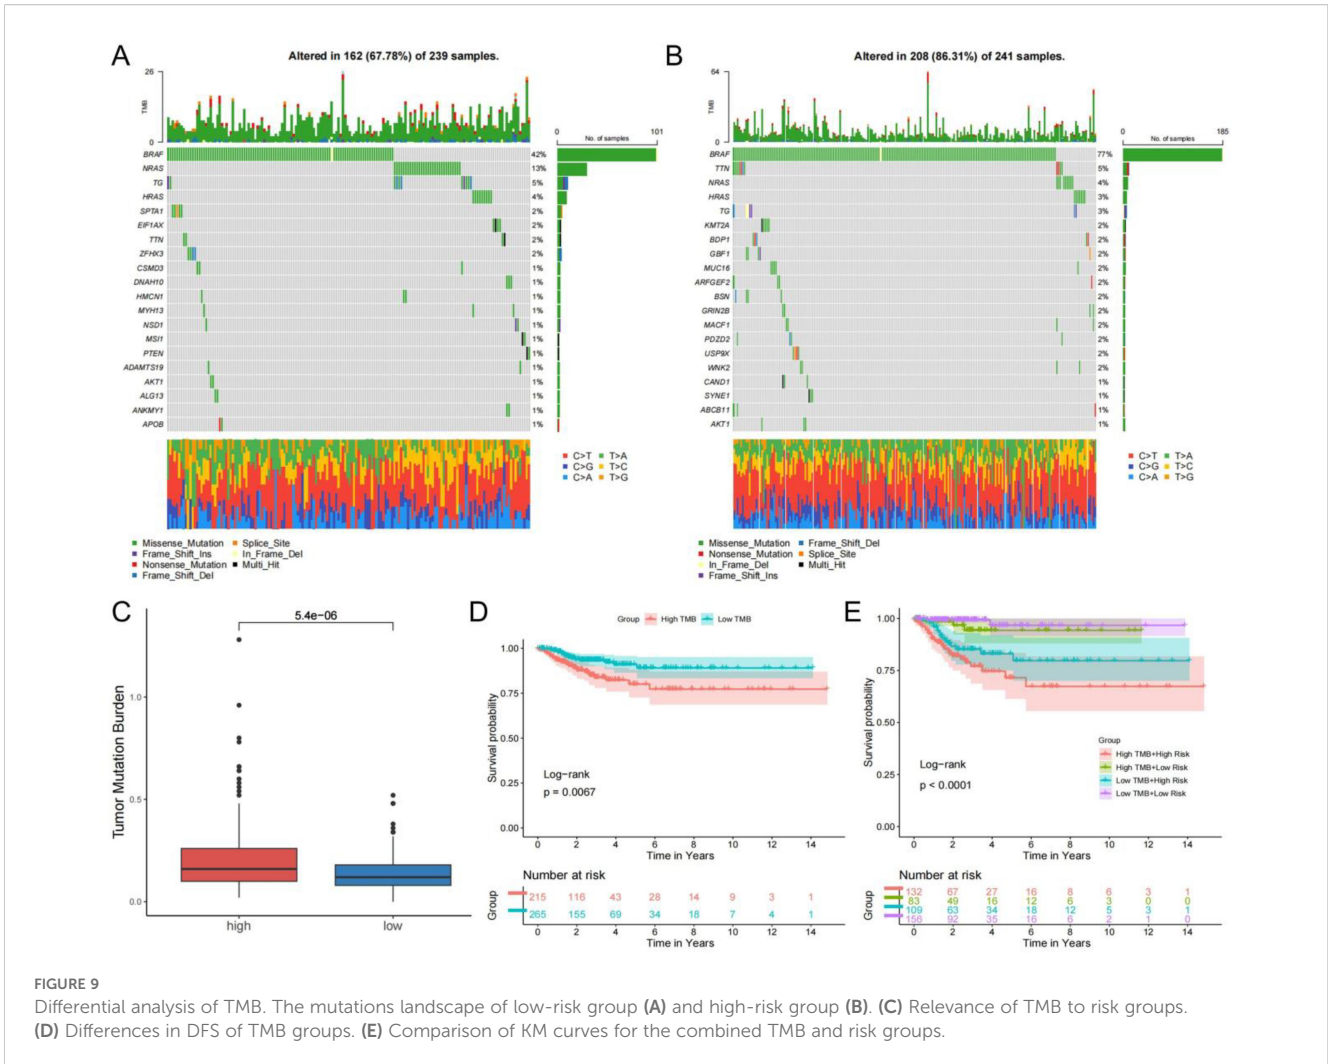 A
Altered in 162 (67.78%) of 239 samples.
26
TMB
0
0 101
No. of samples
BRAF 42%
NRAS 13%
TG 5%
HRAS 4%
SPTA1 2%
EIF1AX 2%
TTN 2%
ZFHX3 2%
CSMD3 1%
DNAH10 1%
HMCN1 1%
MYH13 1%
NSD1 1%
MSI1 1%
PTEN 1%
ADAMTS19 1%
AKT1 1%
ALG13 1%
ANKMY1 1%
APOB 1%
C>T T>A
C>G T>C
C>A T>G
Missense_Mutation Splice_Site
Frame_Shift_Ins In_Frame_Del
Nonsense_Mutation Multi_Hit
Frame_Shift_Del
B
Altered in 208 (86.31%) of 241 samples.
64
TMB
0
0 185
No. of samples
BRAF 77%
TTN 5%
NRAS 4%
HRAS 3%
TG 3%
KMT2A 2%
BDP1 2%
GBF1 2%
MUC16 2%
ARFGEF2 2%
BSN 2%
GRIN2B 2%
MACF1 2%
PDZD2 2%
USP9X 2%
WNK2 2%
CAND1 1%
SYNE1 1%
ABCB11 1%
AKT1 1%
C>T T>A
C>G T>C
C>A T>G
Missense_Mutation Frame_Shift_Del
Nonsense_Mutation Splice_Site
In_Frame_Del Multi_Hit
Frame_Shift_Ins
C
5.4e-06
Tumor Mutation Burden
1.0
0.5
0.0
high low
D
Group High TMB Low TMB
Survival probability
1.00
0.75
0.50
0.25
0.00
Log-rank
p = 0.0067
0 2 4 6 8 10 12 14
Time in Years
Number at risk
Group
215 116 43 28 14 9 3 1
265 155 69 34 18 7 4 1
0 2 4 6 8 10 12 14
Time in Years
E
Survival probability
1.00
0.75
0.50
0.25
0.00
Log-rank
p < 0.0001
Group
High TMB+High Risk
High TMB+Low Risk
Low TMB+High Risk
Low TMB+Low Risk
0 2 4 6 8 10 12 14
Time in Years
Number at risk
Group
132 67 27 16 8 6 3 1
83 49 16 12 6 3 0 0
109 63 34 18 12 5 3 1
156 92 35 16 6 2 1 0
0 2 4 6 8 10 12 14
Time in Years
FIGURE 9
Differential analysis of TMB. The mutations landscape of low-risk group (A) and high-risk group (B). (C) Relevance of TMB to risk groups.
(D) Differences in DFS of TMB groups. (E) Comparison of KM curves for the combined TMB and risk groups.